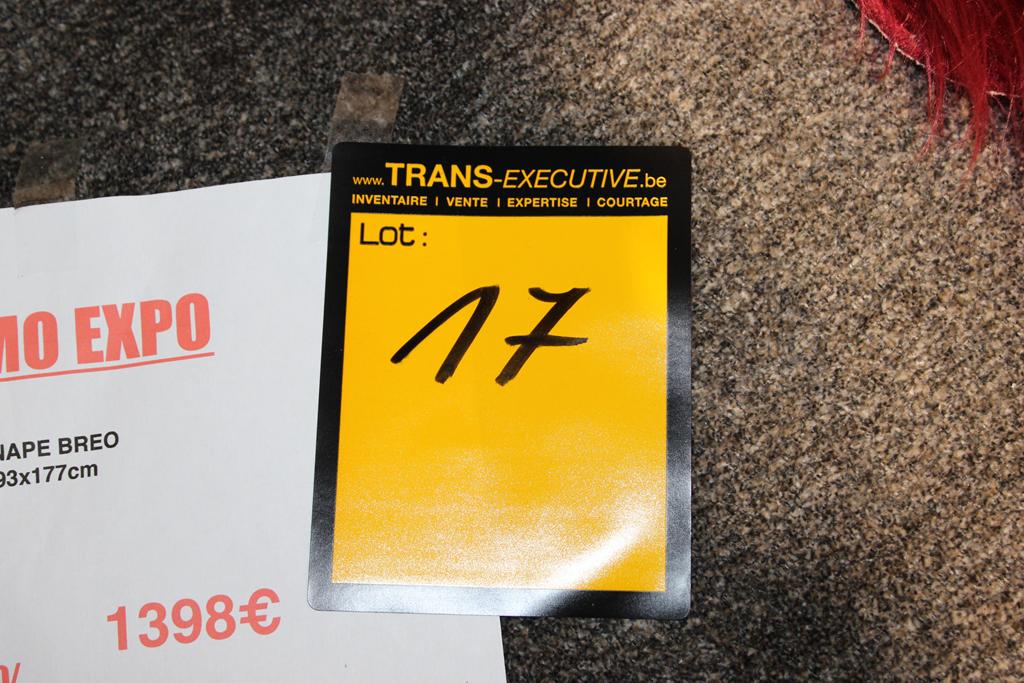 www.TRANS-EXECUTIVE.be
INVENTAIRE | VENTE | EXPERTISE | COURTAGE
Lot :
17
MO EXPO
NAPE BREO
93x177cm
1398€